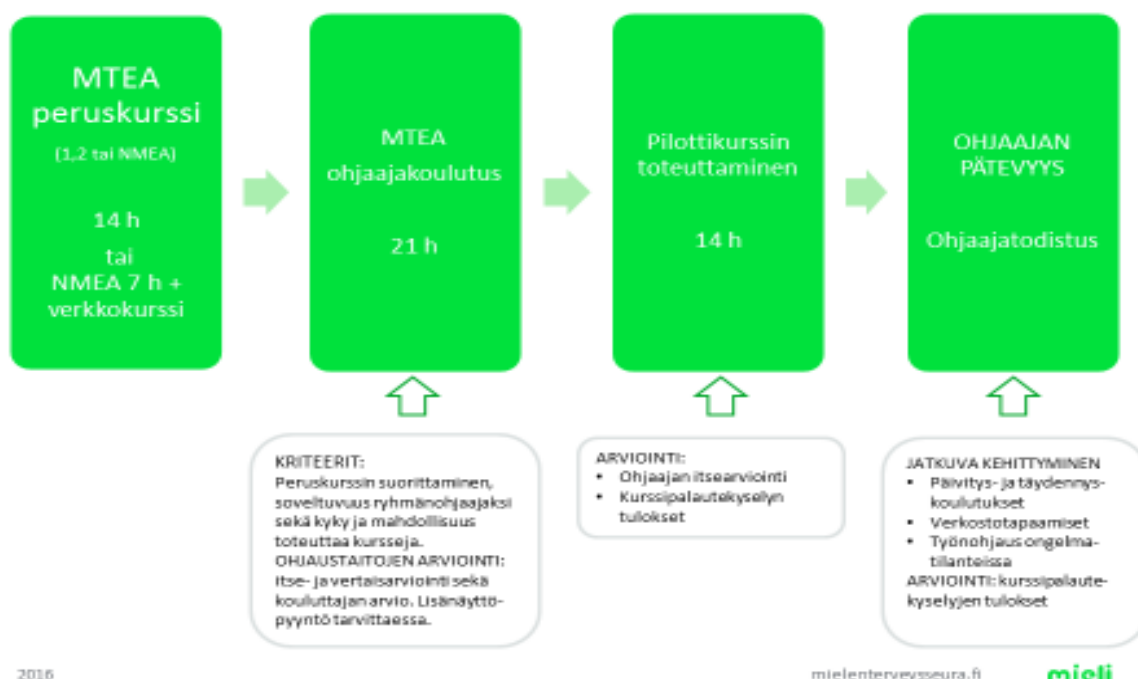 MTEA
peruskurssi
(1,2 tai NMEA)
14 h
tai
NMEA 7 h +
verkkokurssi
MTEA
ohjaajakoulutus
21 h
Pilottikurssin
toteuttaminen
14 h
OHJAAJAN
PÄTEVYYS
Ohjaajatodistus
KRITEERIT:
Peruskurssin suorittaminen,
soveltuvuus ryhmänohjaajaksi
sekä kyky ja mahdollisuus
toteuttaa kursseja.
OHJAUSTAITOJEN ARVIOINTI:
itse- ja vertaisarviointi sekä
kouluttajan arvio. Lisänäyttö-
pyyntö tarvittaessa.
ARVIOINTI:
• Ohjaajan itsearviointi
• Kurssipalautekyselyn
tulokset
JATKUVA KEHITTYMINEN
• Päivitys- ja täydennys-
koulutukset
• Verkostotapaamiset
• Työnohjaus ongelma-
tilanteissa
ARVIOINTI: kurssipalaute-
kyselyjen tulokset
2016
mielenterveysseura.fi
mieli